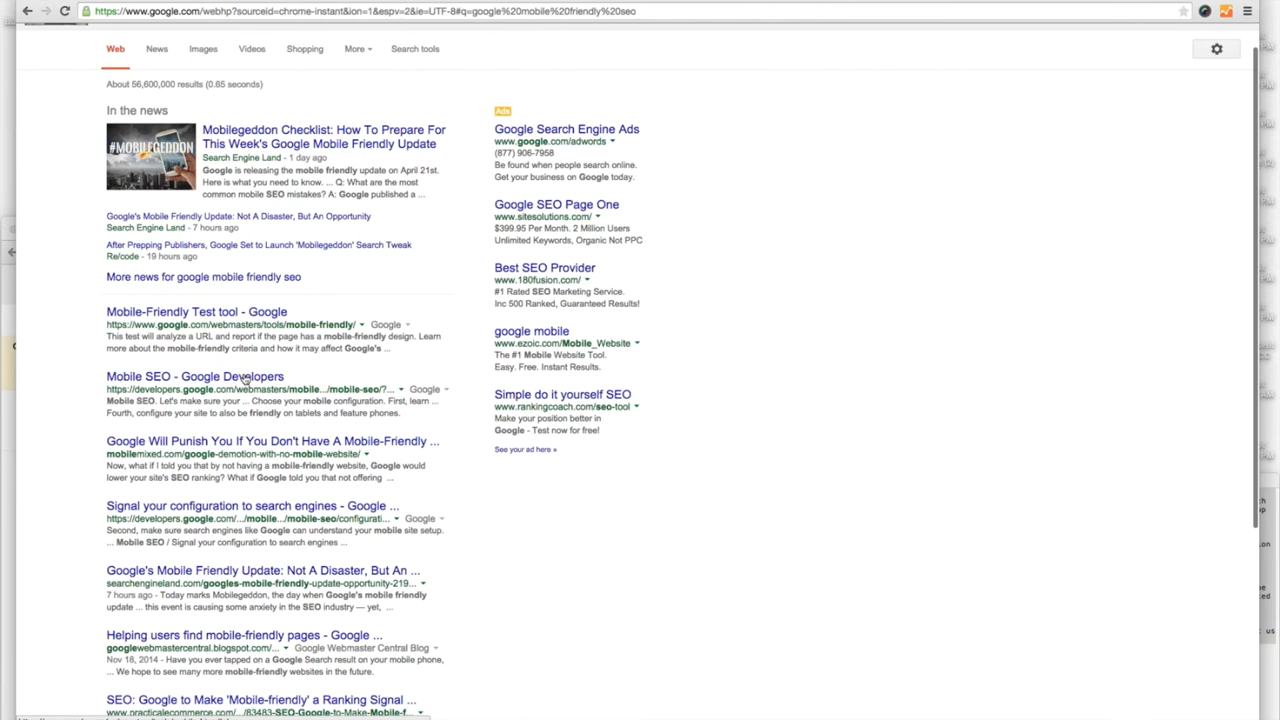 https://www.google.com/webhp?sourceid=chrome-instant&ion=1&espv=2&ie=UTF-8#q=google%20mobile%20friendly%20seo
Web News Images Videos Shopping More Search tools
About 56,600,000 results (0.65 seconds)
In the news
#MOBILEGEDDON
Mobilegeddon Checklist: How To Prepare For
This Week's Google Mobile Friendly Update
Search Engine Land - 1 day ago
Google is releasing the mobile friendly update on April 21st.
Here is what you need to know. ... Q: What are the most
common mobile SEO mistakes? A: Google published a ...
Google's Mobile Friendly Update: Not A Disaster, But An Opportunity
Search Engine Land - 7 hours ago
After Prepping Publishers, Google Set to Launch 'Mobilegeddon' Search Tweak
Re/code - 19 hours ago
More news for google mobile friendly seo
Mobile-Friendly Test tool - Google
https://www.google.com/webmasters/tools/mobile-friendly/ Google
This test will analyze a URL and report if the page has a mobile-friendly design. Learn
more about the mobile-friendly criteria and how it may affect Google's ...
Mobile SEO - Google Developers
https://developers.google.com/webmasters/mobile.../mobile-seo/?... Google
Mobile SEO. Let's make sure your ... Choose your mobile configuration. First, learn ...
Fourth, configure your site to also be friendly on tablets and feature phones.
Google Will Punish You If You Don't Have A Mobile-Friendly ...
mobilemixed.com/google-demotion-with-no-mobile-website/
Now, what if I told you that by not having a mobile-friendly website, Google would
lower your site's SEO ranking? What if Google told you that not offering ...
Signal your configuration to search engines - Google ...
https://developers.google.com/.../mobile.../mobile-seo/configurati... Google
Second, make sure search engines like Google can understand your mobile site setup.
... Mobile SEO / Signal your configuration to search engines ...
Google's Mobile Friendly Update: Not A Disaster, But An ...
searchengineland.com/googles-mobile-friendly-update-opportunity-219...
7 hours ago - Today marks Mobilegeddon, the day when Google's mobile friendly
update ... this event is causing some anxiety in the SEO industry — yet, ...
Helping users find mobile-friendly pages - Google ...
googlewebmastercentral.blogspot.com/... Google Webmaster Central Blog
Nov 18, 2014 - Have you ever tapped on a Google Search result on your mobile phone,
... We hope to see many more mobile-friendly websites in the future.
SEO: Google to Make 'Mobile-friendly' a Ranking Signal ...
www.practicalecommerce.com/.../83483-SEO-Google-to-Make-Mobile-f...
Ads
Google Search Engine Ads
www.google.com/adwords
(877) 906-7958
Be found when people search online.
Get your business on Google today.
Google SEO Page One
www.sitesolutions.com/
$399.95 Per Month. 2 Million Users
Unlimited Keywords, Organic Not PPC
Best SEO Provider
www.180fusion.com/
#1 Rated SEO Marketing Service.
Inc 500 Ranked, Guaranteed Results!
google mobile
www.ezoic.com/Mobile_Website
The #1 Mobile Website Tool.
Easy. Free. Instant Results.
Simple do it yourself SEO
www.rankingcoach.com/seo-tool
Make your position better in
Google - Test now for free!
See your ad here »